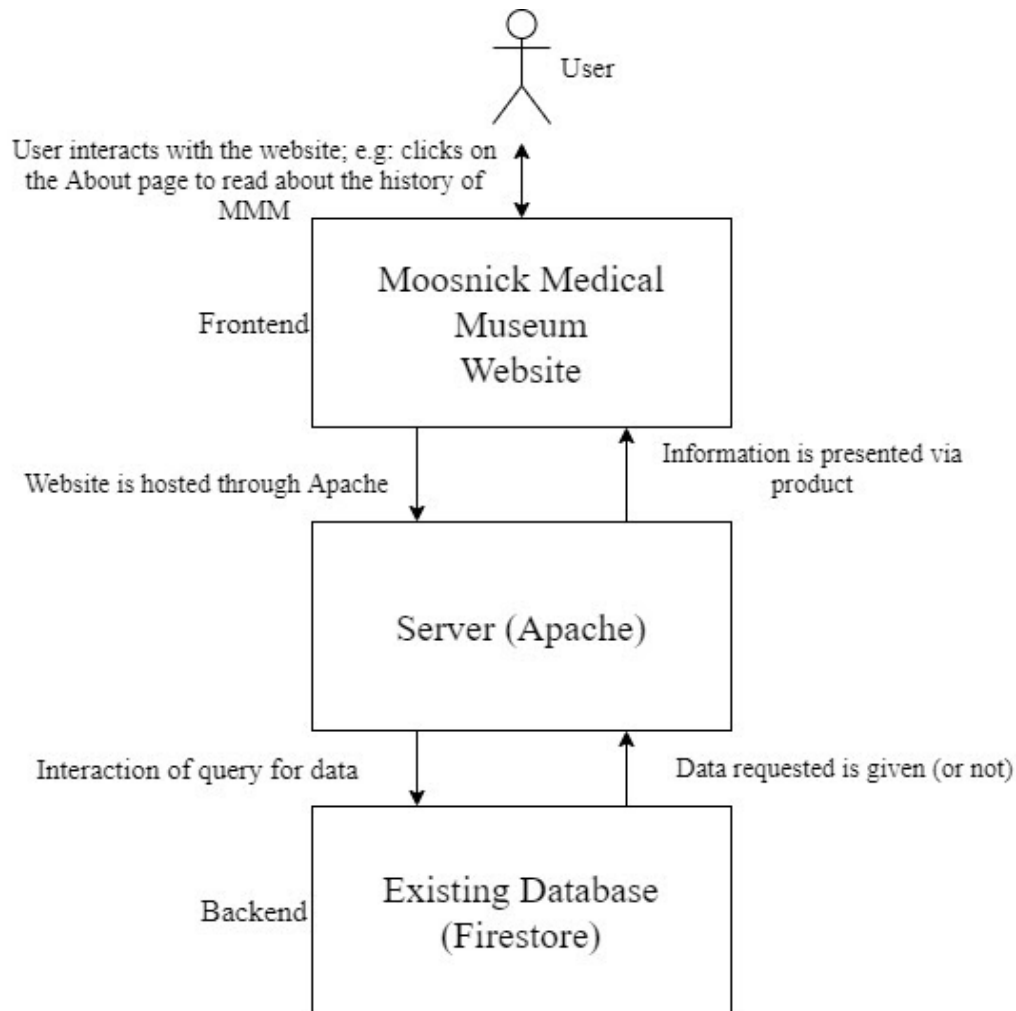 User
User interacts with the website; e.g: clicks on
the About page to read about the history of
MMM
Moosnick Medical
Museum
Website
Frontend
Website is hosted through Apache
Information is presented via
product
Server (Apache)
Interaction of query for data
Data requested is given (or not)
Existing Database
(Firestore)
Backend